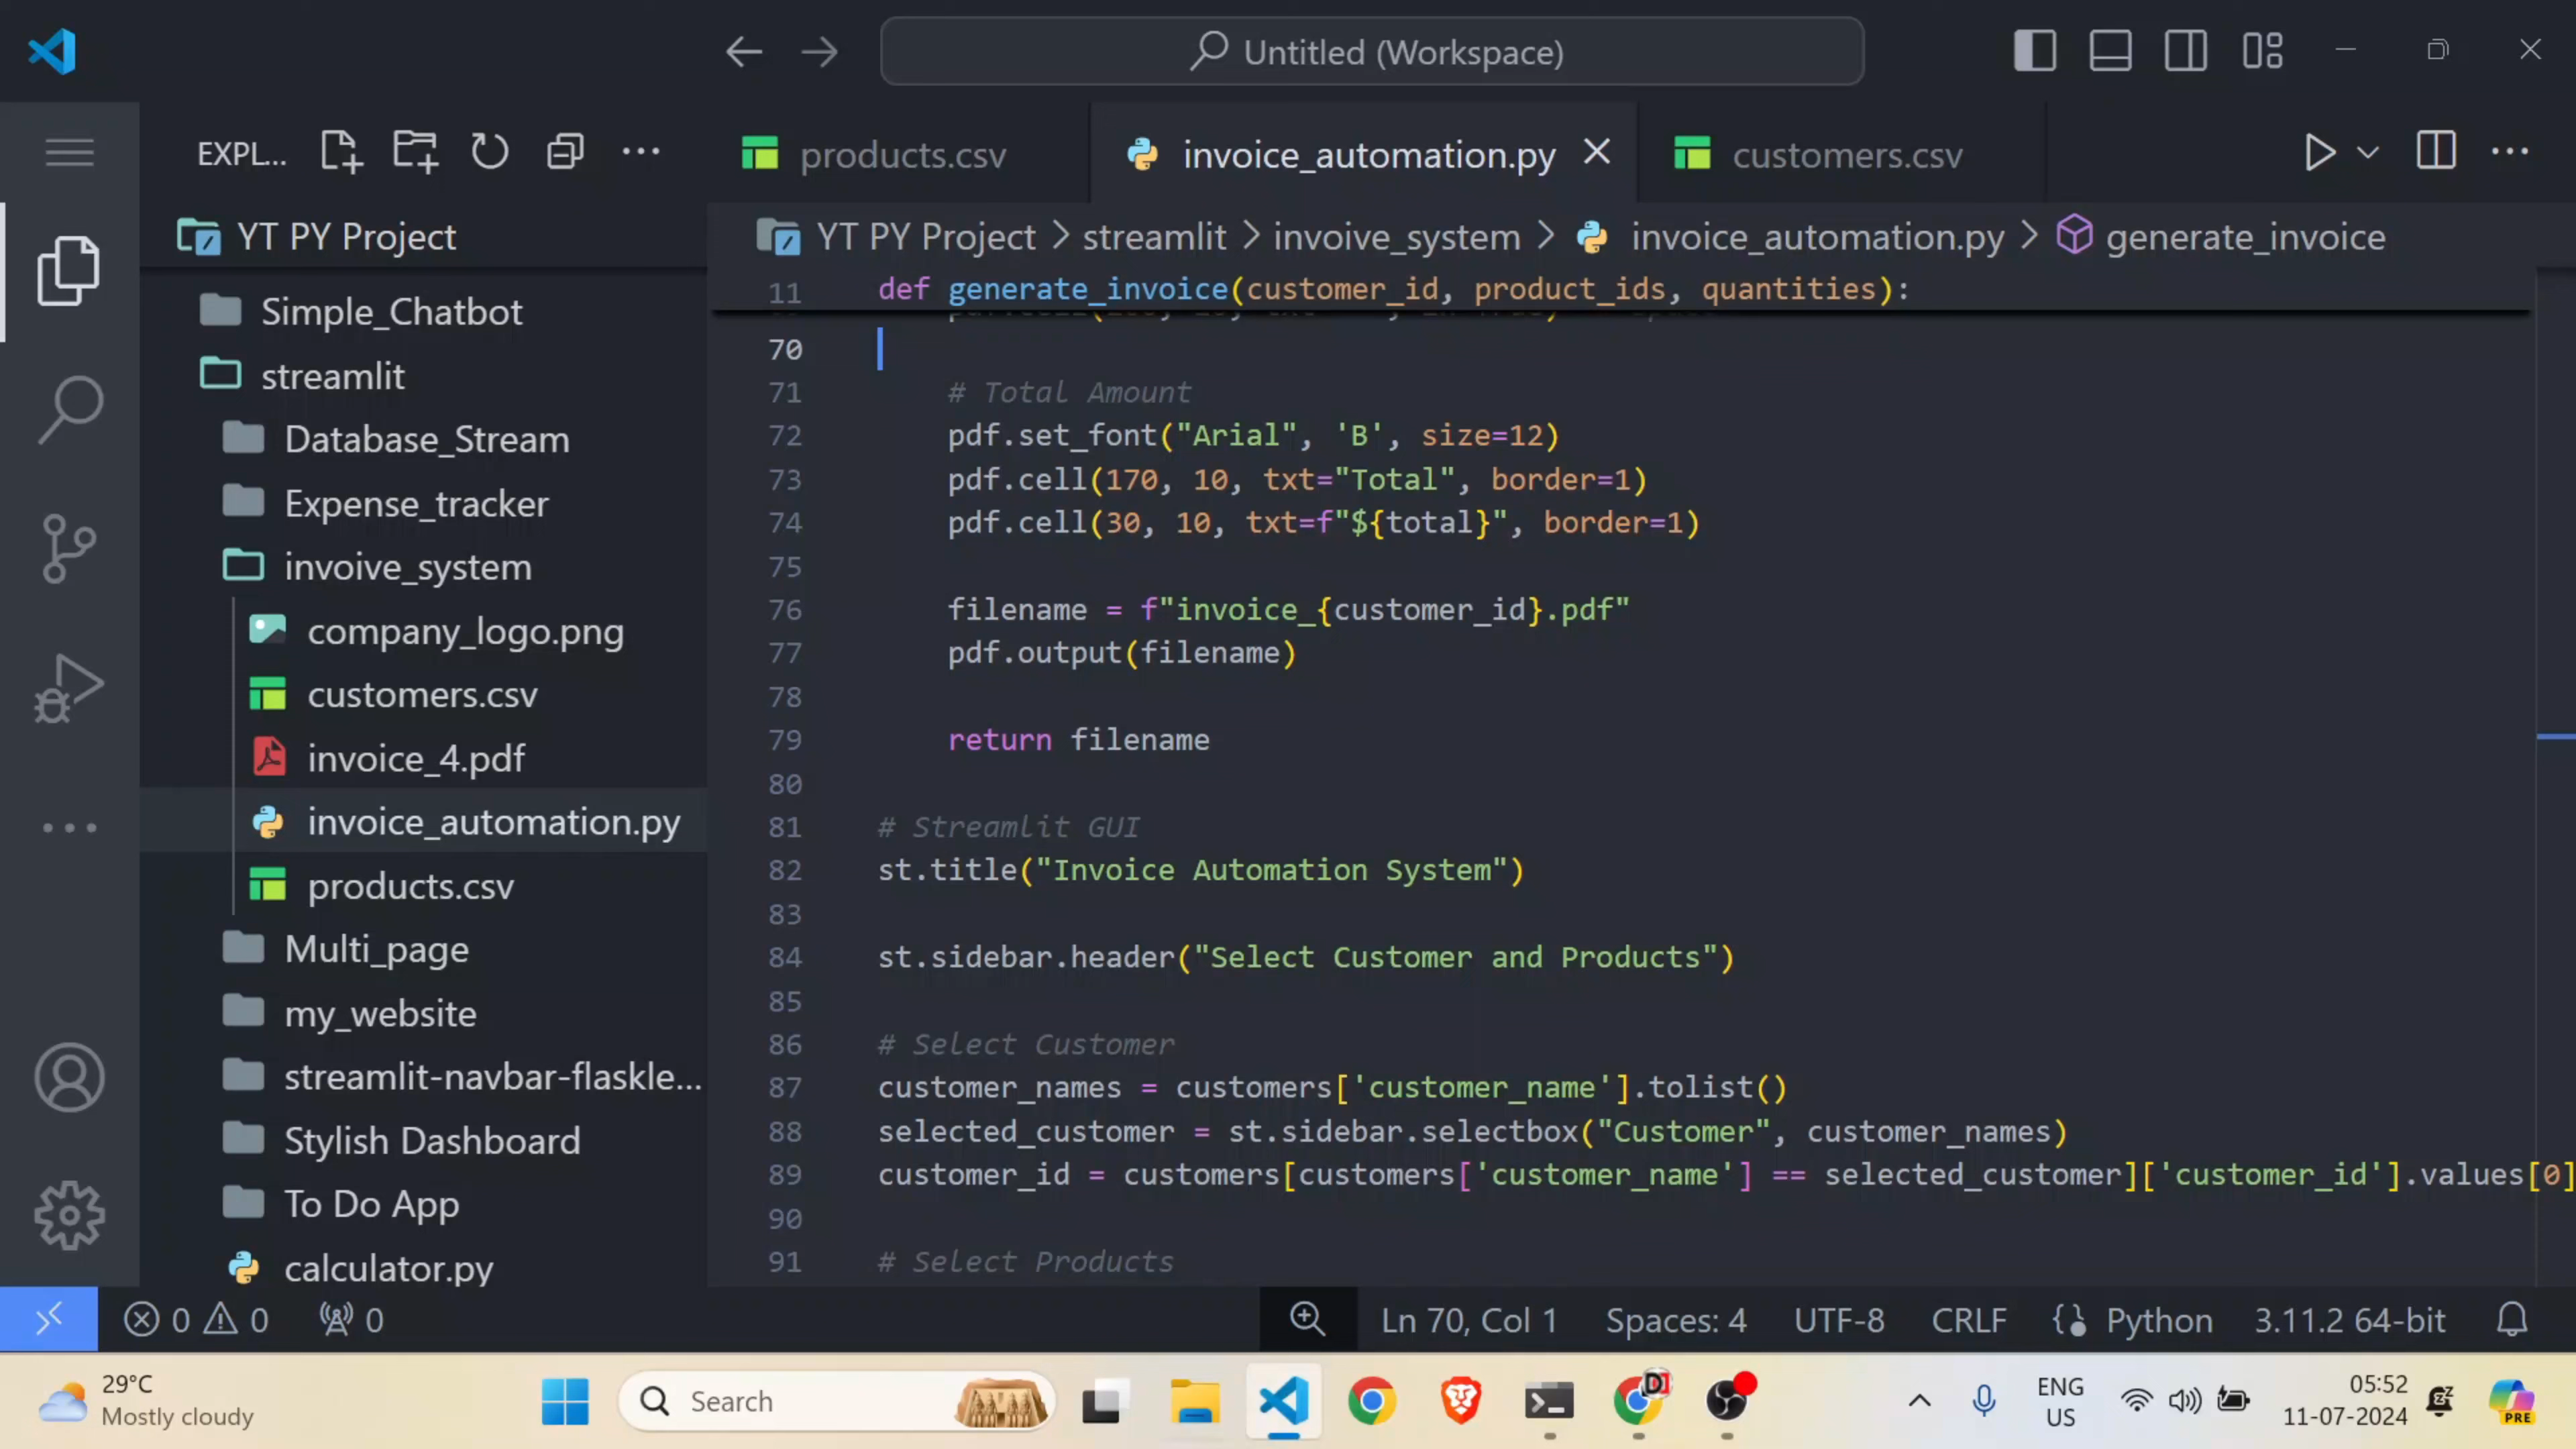 Untitled (Workspace)
EXPL...
products.csv
invoice_automation.py
customers.csv
YT PY Project
YT PY Project > streamlit > invoive_system > invoice_automation.py > generate_invoice
Simple_Chatbot
streamlit
Database_Stream
Expense_tracker
invoive_system
company_logo.png
customers.csv
invoice_4.pdf
invoice_automation.py
products.csv
Multi_page
my_website
streamlit-navbar-flaskle...
Stylish Dashboard
To Do App
calculator.py
11 def generate_invoice(customer_id, product_ids, quantities):
70
71 # Total Amount
72 pdf.set_font("Arial", 'B', size=12)
73 pdf.cell(170, 10, txt="Total", border=1)
74 pdf.cell(30, 10, txt=f"${total}", border=1)
75
76 filename = f"invoice_{customer_id}.pdf"
77 pdf.output(filename)
78
79 return filename
80
81 # Streamlit GUI
82 st.title("Invoice Automation System")
83
84 st.sidebar.header("Select Customer and Products")
85
86 # Select Customer
87 customer_names = customers['customer_name'].tolist()
88 selected_customer = st.sidebar.selectbox("Customer", customer_names)
89 customer_id = customers[customers['customer_name'] == selected_customer]['customer_id'].values[0]
90
91 # Select Products
0 0 0
Ln 70, Col 1
Spaces: 4
UTF-8
CRLF
Python
3.11.2 64-bit
29°C
Mostly cloudy
Search
ENG
US
05:52
11-07-2024
PRE